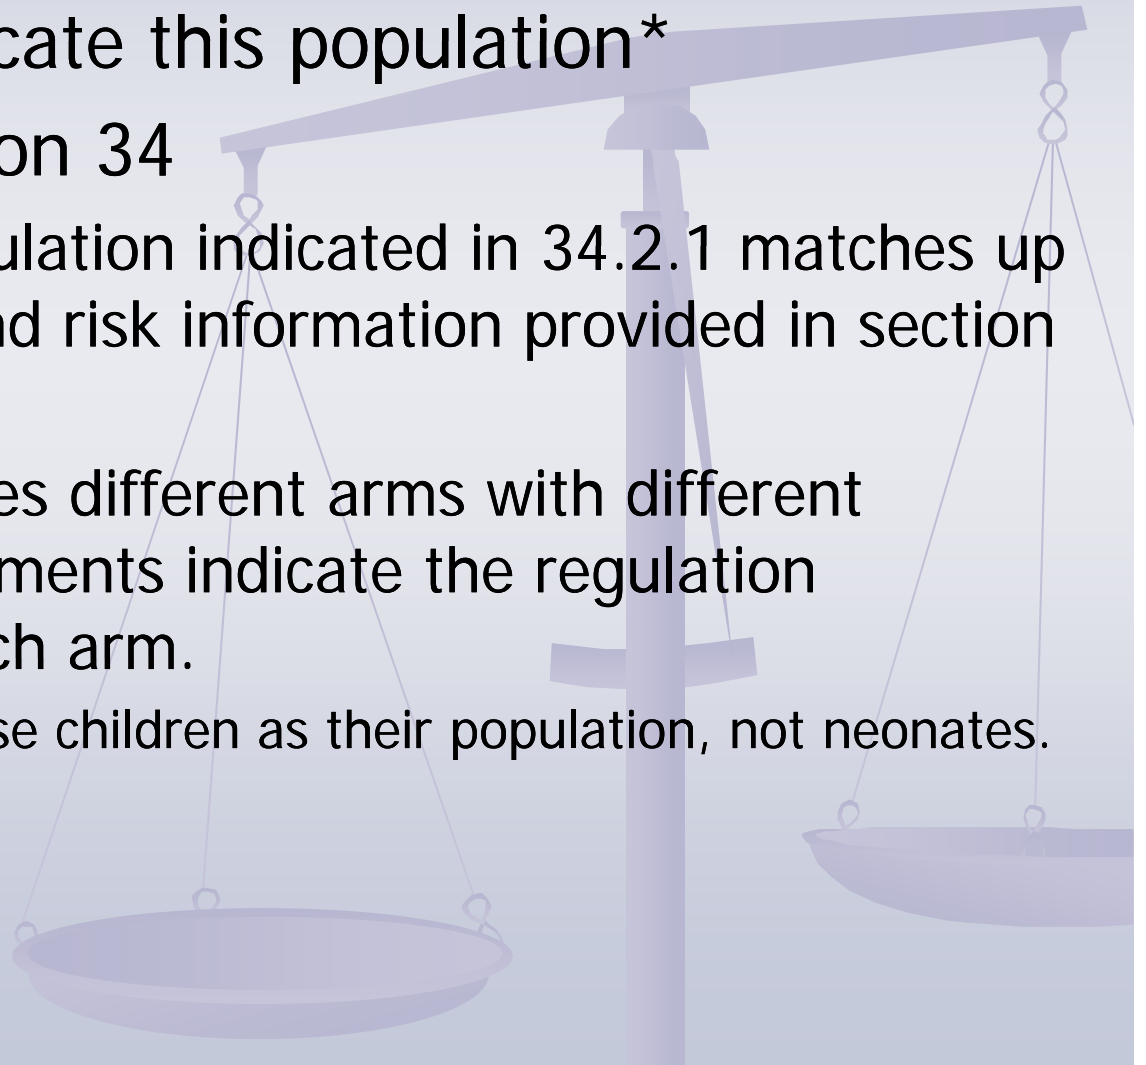 cate this population*
on 34
ulation indicated in 34.2.1 matches up
nd risk information provided in section
es different arms with different
ments indicate the regulation
ch arm.
se children as their population, not neonates.